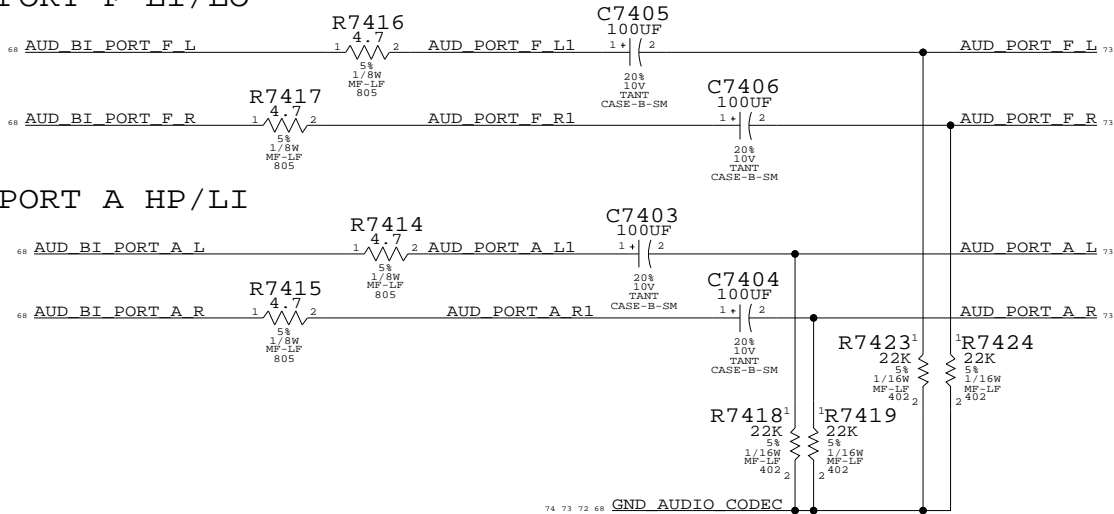 PORT F LI/LO
68 AUD_BI_PORT_F_L
R7416
4.7
1 2
5%
1/8W
MF-LF
805
AUD_PORT_F_L1
C7405
100UF
1 + 2
20%
10V
TANT
CASE-B-SM
AUD_PORT_F_L 73
68 AUD_BI_PORT_F_R
R7417
4.7
1 2
5%
1/8W
MF-LF
805
AUD_PORT_F_R1
C7406
100UF
1 + 2
20%
10V
TANT
CASE-B-SM
AUD_PORT_F_R 73
PORT A HP/LI
68 AUD_BI_PORT_A_L
R7414
4.7
1 2
5%
1/8W
MF-LF
805
AUD_PORT_A_L1
C7403
100UF
1 + 2
20%
10V
TANT
CASE-B-SM
AUD_PORT_A_L 73
68 AUD_BI_PORT_A_R
R7415
4.7
1 2
5%
1/8W
MF-LF
805
AUD_PORT_A_R1
C7404
100UF
1 + 2
20%
10V
TANT
CASE-B-SM
AUD_PORT_A_R 73
R7423
1
22K
5%
1/16W
MF-LF
402
2
R7424
1
22K
5%
1/16W
MF-LF
402
2
R7418
1
22K
5%
1/16W
MF-LF
402
2
R7419
1
22K
5%
1/16W
MF-LF
402
2
74 73 72 68 GND_AUDIO_CODEC